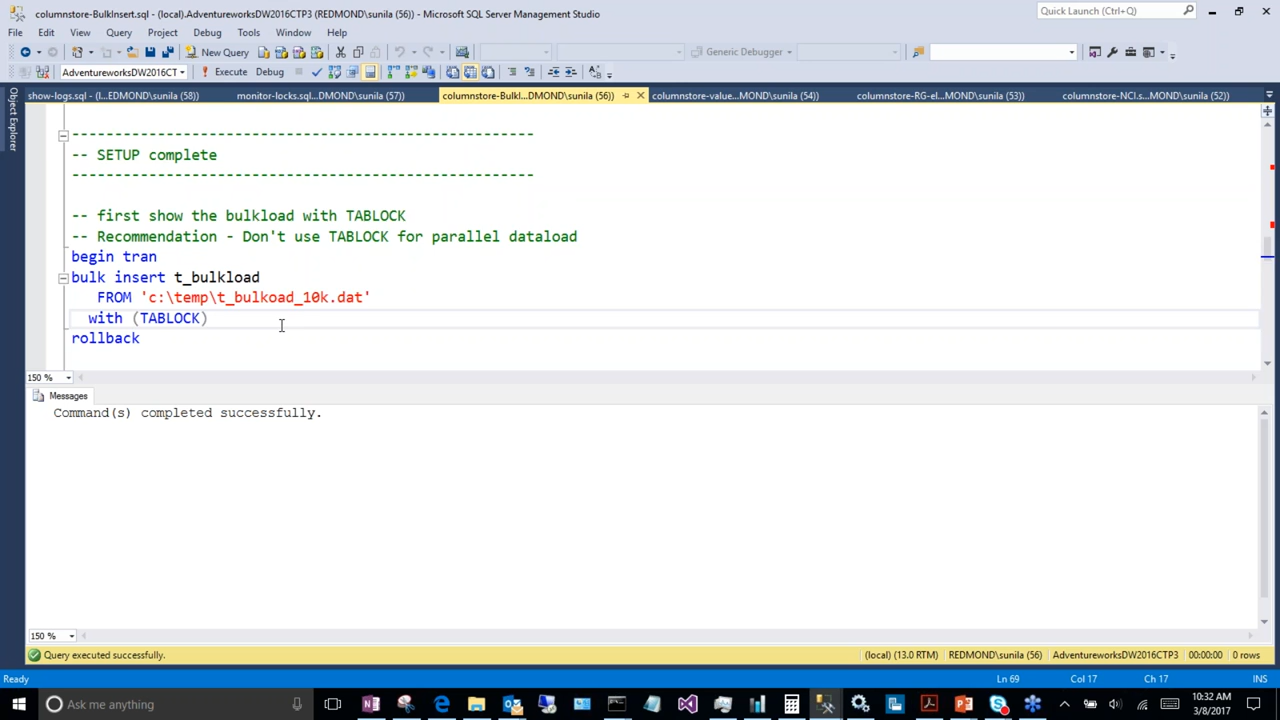 columnstore-BulkInsert.sql - (local).AdventureworksDW2016CTP3 (REDMOND\sunila (56)) - Microsoft SQL Server Management Studio
Quick Launch (Ctrl+Q)
File Edit View Query Project Debug Tools Window Help
New Query
Generic Debugger
AdventureworksDW2016CT
Execute Debug
show-logs.sql - (l...EDMOND\sunila (58))
monitor-locks.sql...DMOND\sunila (57))
columnstore-BulkI...DMOND\sunila (56))
columnstore-value...MOND\sunila (54))
columnstore-RG-el...MOND\sunila (53))
columnstore-NCI.s...MOND\sunila (52))
Object Explorer
------------------------------------------------------
-- SETUP complete
------------------------------------------------------
-- first show the bulkload with TABLOCK
-- Recommendation - Don't use TABLOCK for parallel dataload
begin tran
bulk insert t_bulkload
FROM 'c:\temp\t_bulkoad_10k.dat'
with (TABLOCK)
rollback
150 %
Messages
Command(s) completed successfully.
150 %
Query executed successfully.
(local) (13.0 RTM)
REDMOND\sunila (56)
AdventureworksDW2016CTP3
00:00:00
0 rows
Ready
Ln 69
Col 17
Ch 17
INS
Ask me anything
10:32 AM
3/8/2017